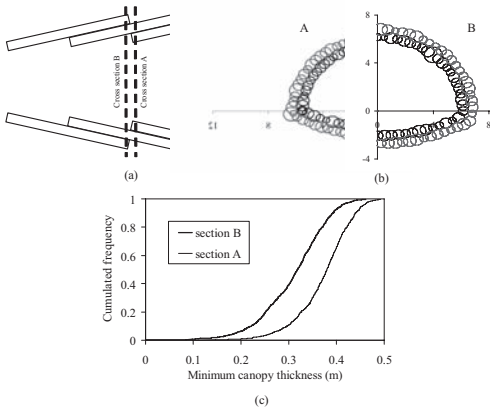 Cross section B
Cross section A
(a)
A
12
8
B
8
4
0
-4
0
8
(b)
Cumulated frequency
1
0.8
0.6
0.4
0.2
0
section B
section A
0 0.1 0.2 0.3 0.4 0.5
Minimum canopy thickness (m)
(c)